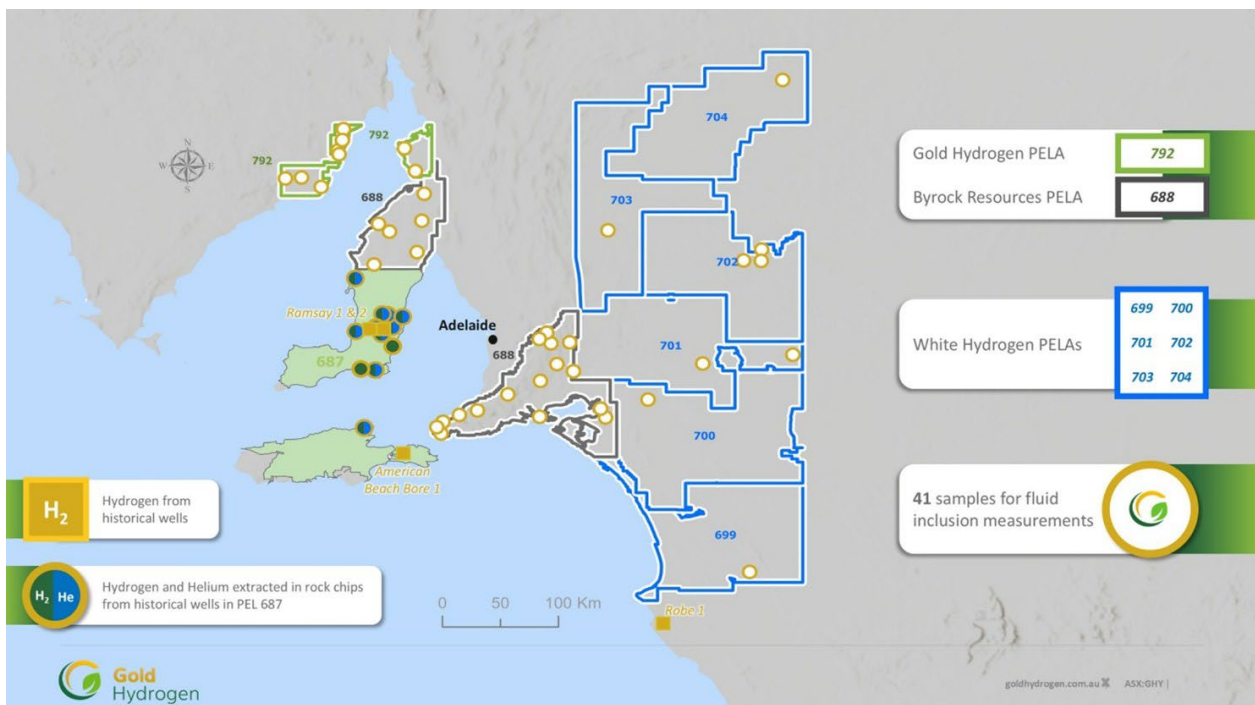 792
792
688
704
703
702
701
700
699
N
W
E
S
Ramsay 1 & 2
687
Adelaide
688
American
Beach Bore 1
Robe 1
0 50 100 Km
Gold Hydrogen PELA
792
Byrock Resources PELA
688
White Hydrogen PELAs
699 700
701 702
703 704
41 samples for fluid
inclusion measurements
H2
Hydrogen from
historical wells
H2 He
Hydrogen and Helium extracted in rock chips
from historical wells in PEL 687
Gold
Hydrogen
goldhydrogen.com.au
ASX:GHY |